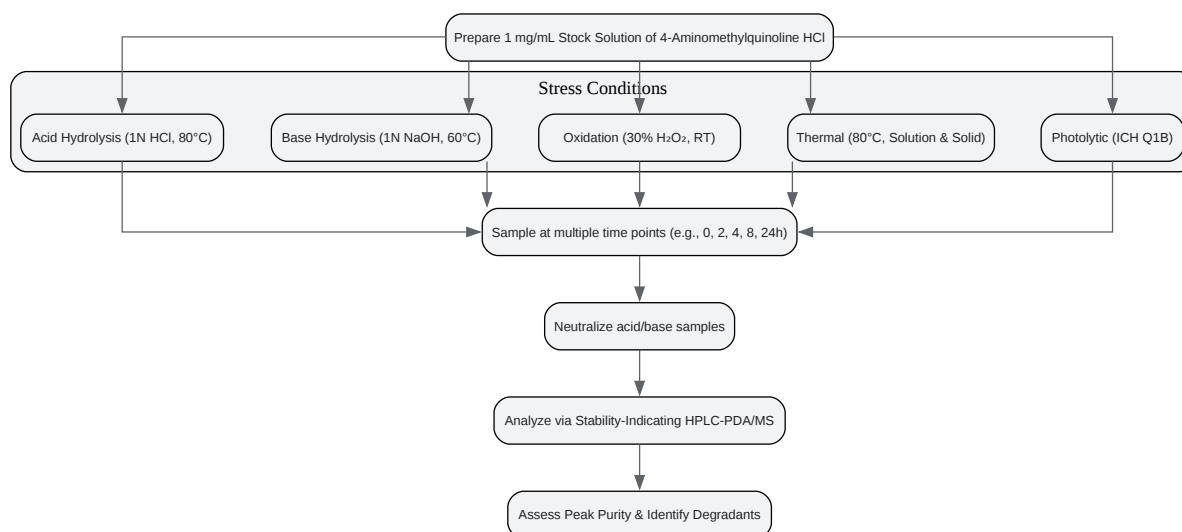 Prepare 1 mg/mL Stock Solution of 4-Aminomethylquinoline HCl
Stress Conditions
Acid Hydrolysis (1N HCl, 80°C)
Base Hydrolysis (1N NaOH, 60°C)
Oxidation (30% H₂O₂, RT)
Thermal (80°C, Solution & Solid)
Photolytic (ICH Q1B)
Sample at multiple time points (e.g., 0, 2, 4, 8, 24h)
Neutralize acid/base samples
Analyze via Stability-Indicating HPLC-PDA/MS
Assess Peak Purity & Identify Degradants